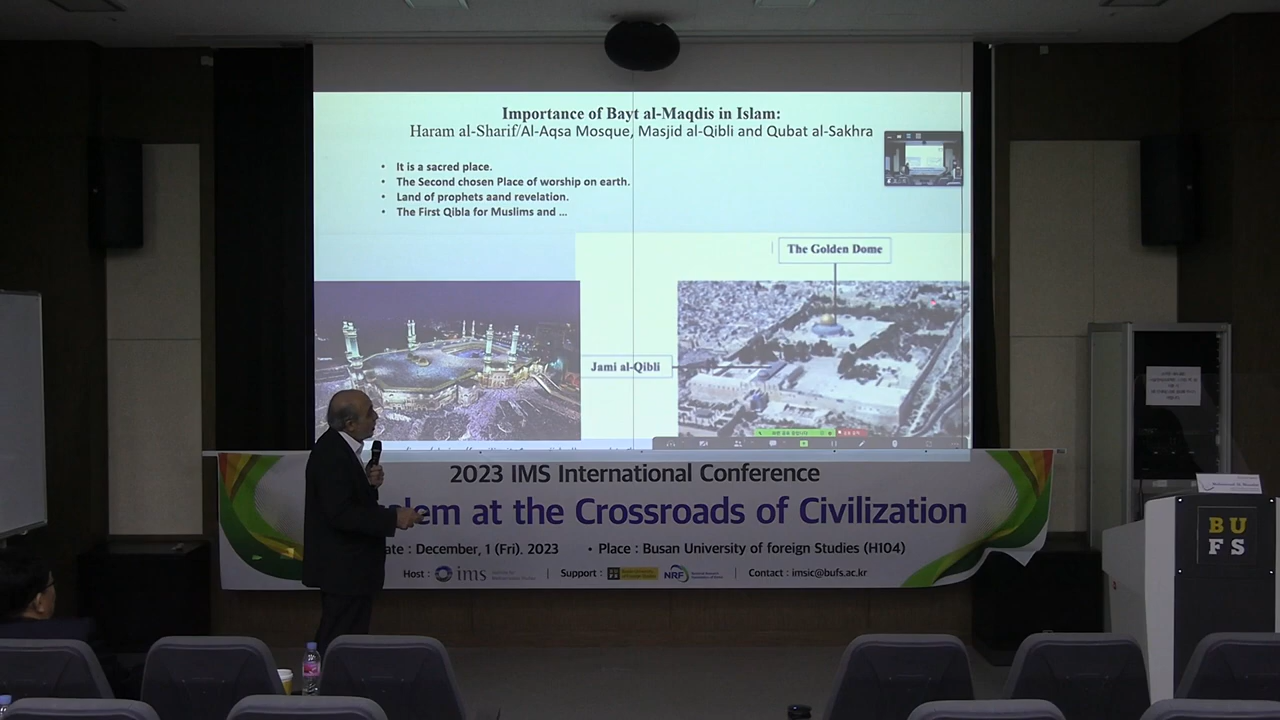 Importance of Bayt al-Maqdis in Islam:
Haram al-Sharif/Al-Aqsa Mosque, Masjid al-Qibli and Qubat al-Sakhra
• It is a sacred place.
• The Second chosen Place of worship on earth.
• Land of prophets aand revelation.
• The First Qibla for Muslims and ...
The Golden Dome
Jami al-Qibli
2023 IMS International Conference
alem at the Crossroads of Civilization
ate : December, 1 (Fri). 2023 • Place : Busan University of foreign Studies (H104)
Host : ims | Support : NRF | Contact : imsic@bufs.ac.kr
BU
FS